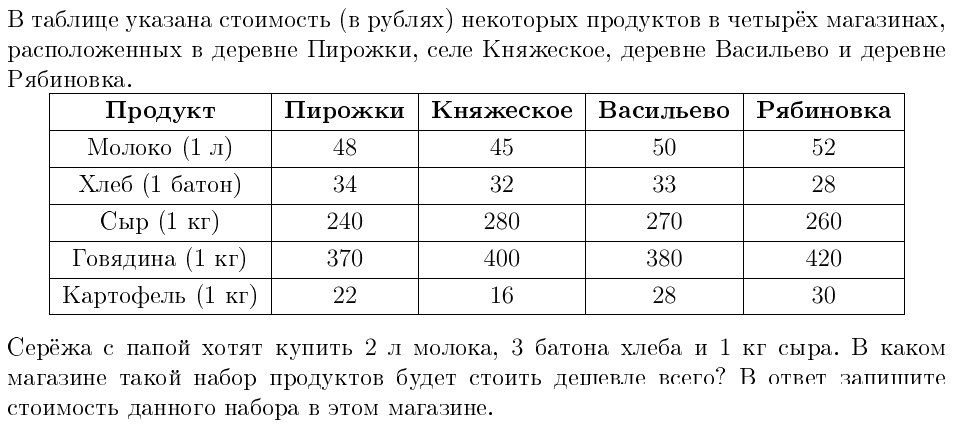 В таблице указана стоимость (в рублях) некоторых продуктов в четырёх магазинах,
расположенных в деревне Пирожки, селе Княжеское, деревне Васильево и деревне
Рябиновка.
Продукт Пирожки Княжеское Васильево Рябиновка
Молоко (1 л) 48 45 50 52
Хлеб (1 батон) 34 32 33 28
Сыр (1 кг) 240 280 270 260
Говядина (1 кг) 370 400 380 420
Картофель (1 кг) 22 16 28 30
Серёжа с папой хотят купить 2 л молока, 3 батона хлеба и 1 кг сыра. В каком
магазине такой набор продуктов будет стоить дешевле всего? В ответ запишите
стоимость данного набора в этом магазине.